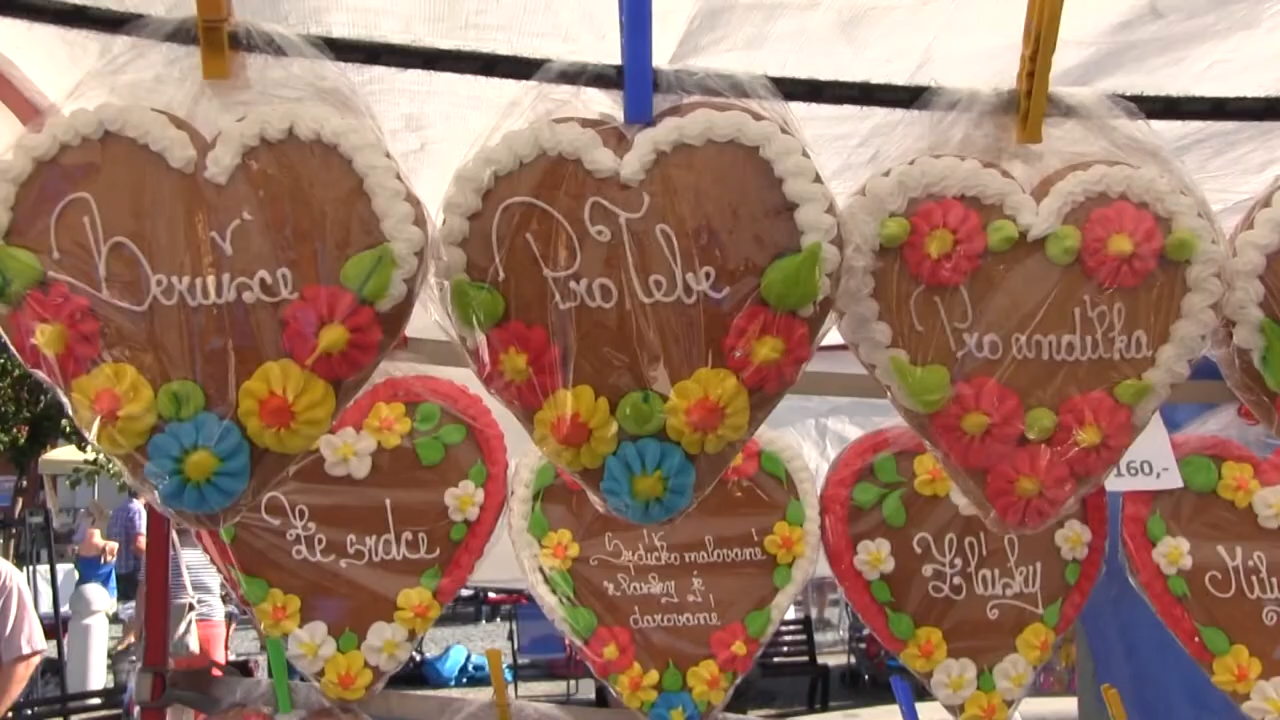 Berušce
Pro Tebe
Pro andílka
160,-
Ze srdce
Srdíčko malované
z lásky je
darované
Z lásky